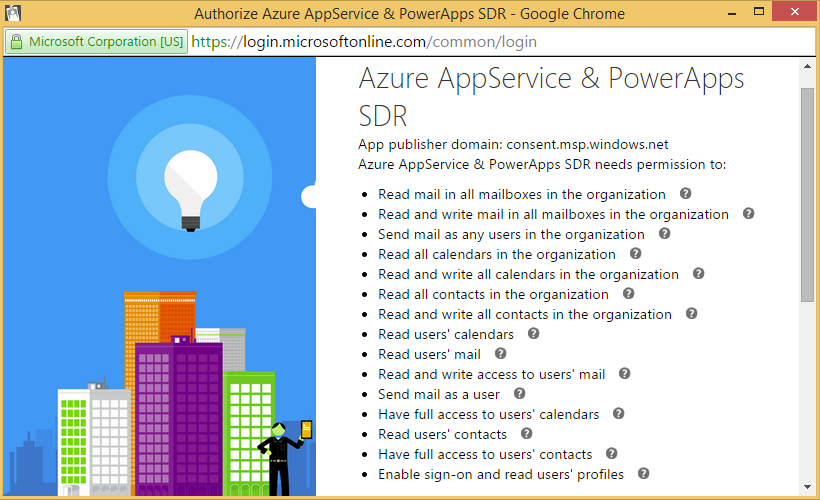 Authorize Azure AppService & PowerApps SDR - Google Chrome
Microsoft Corporation [US] https://login.microsoftonline.com/common/login
Azure AppService & PowerApps
SDR
App publisher domain: consent.msp.windows.net
Azure AppService & PowerApps SDR needs permission to:
Read mail in all mailboxes in the organization
Read and write mail in all mailboxes in the organization
Send mail as any users in the organization
Read all calendars in the organization
Read and write all calendars in the organization
Read all contacts in the organization
Read and write all contacts in the organization
Read users' calendars
Read users' mail
Read and write access to users' mail
Send mail as a user
Have full access to users' calendars
Read users' contacts
Have full access to users' contacts
Enable sign-on and read users' profiles